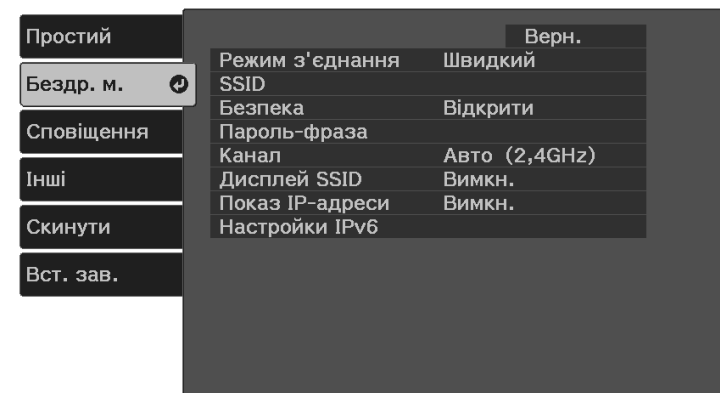 Простий
Бездр. м.
Сповіщення
Інші
Скинути
Вст. зав.
Верн.
Режим з'єднання Швидкий
SSID
Безпека Відкрити
Пароль-фраза
Канал Авто (2,4GHz)
Дисплей SSID Вимкн.
Показ IP-адреси Вимкн.
Настройки IPv6